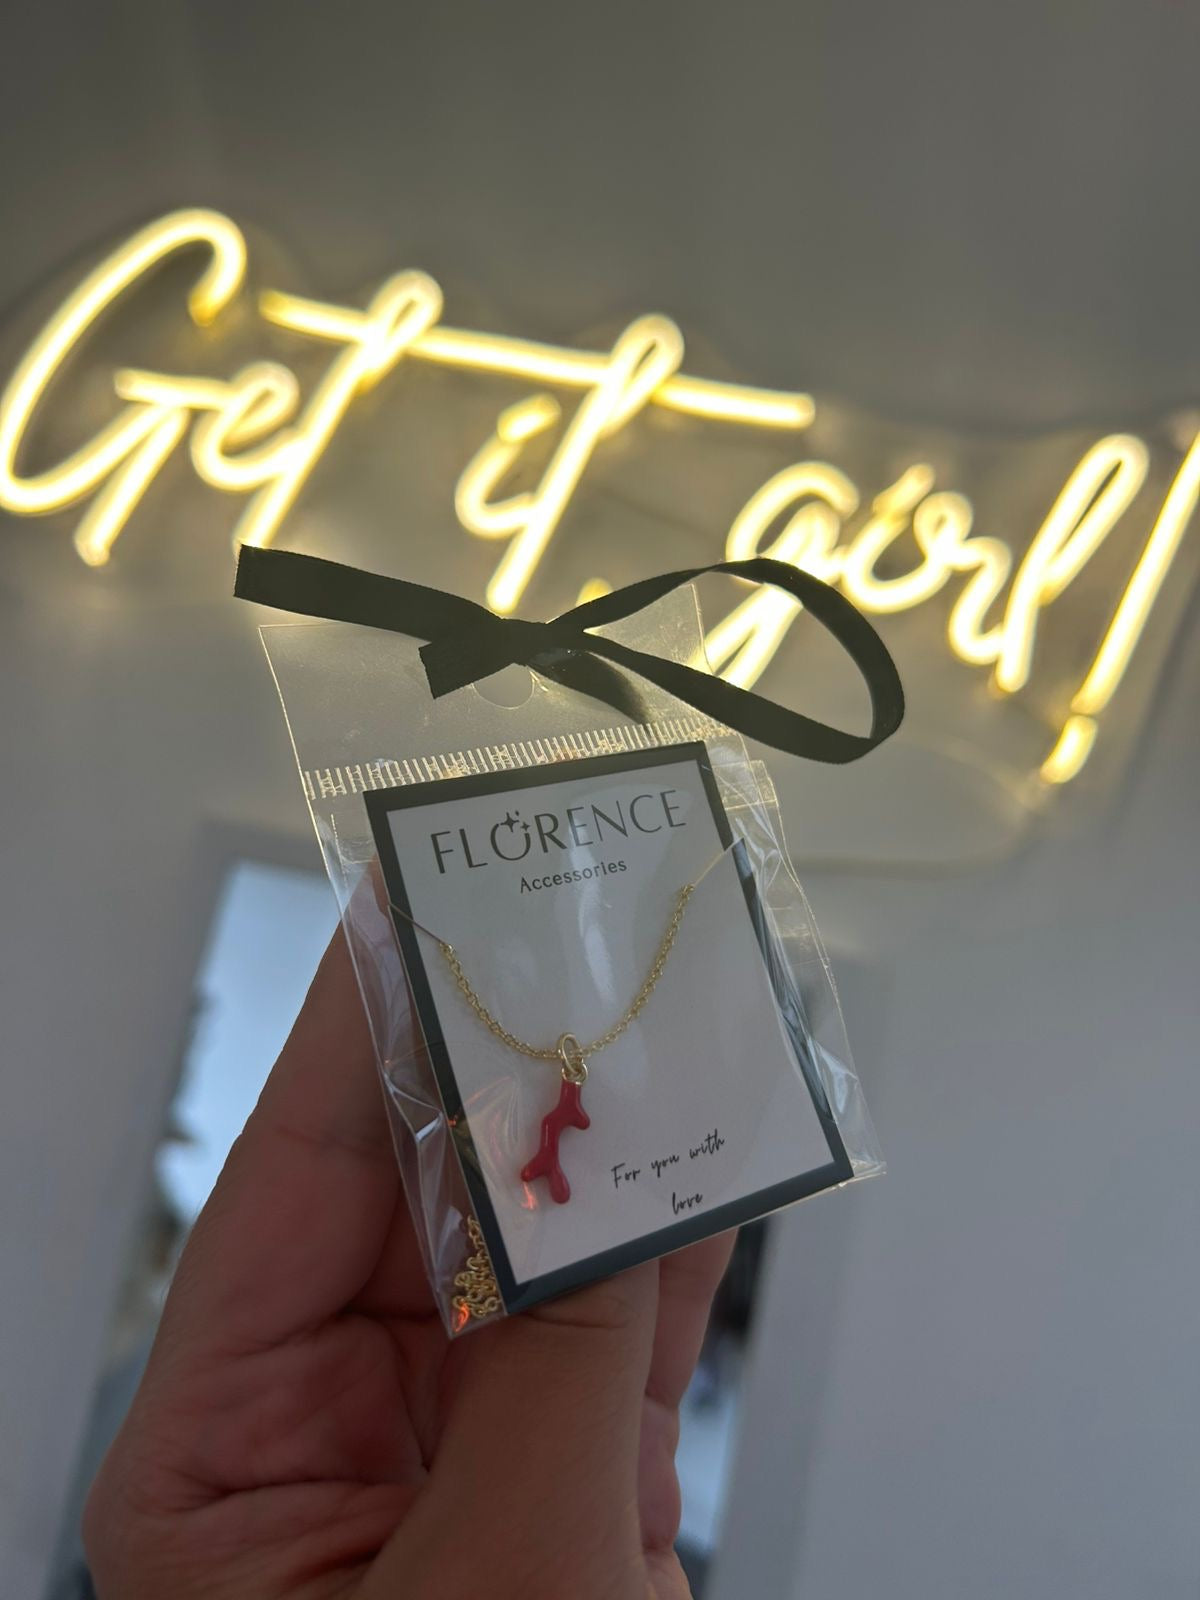 Get it girl!
FLORENCE
Accessories
For you with
love